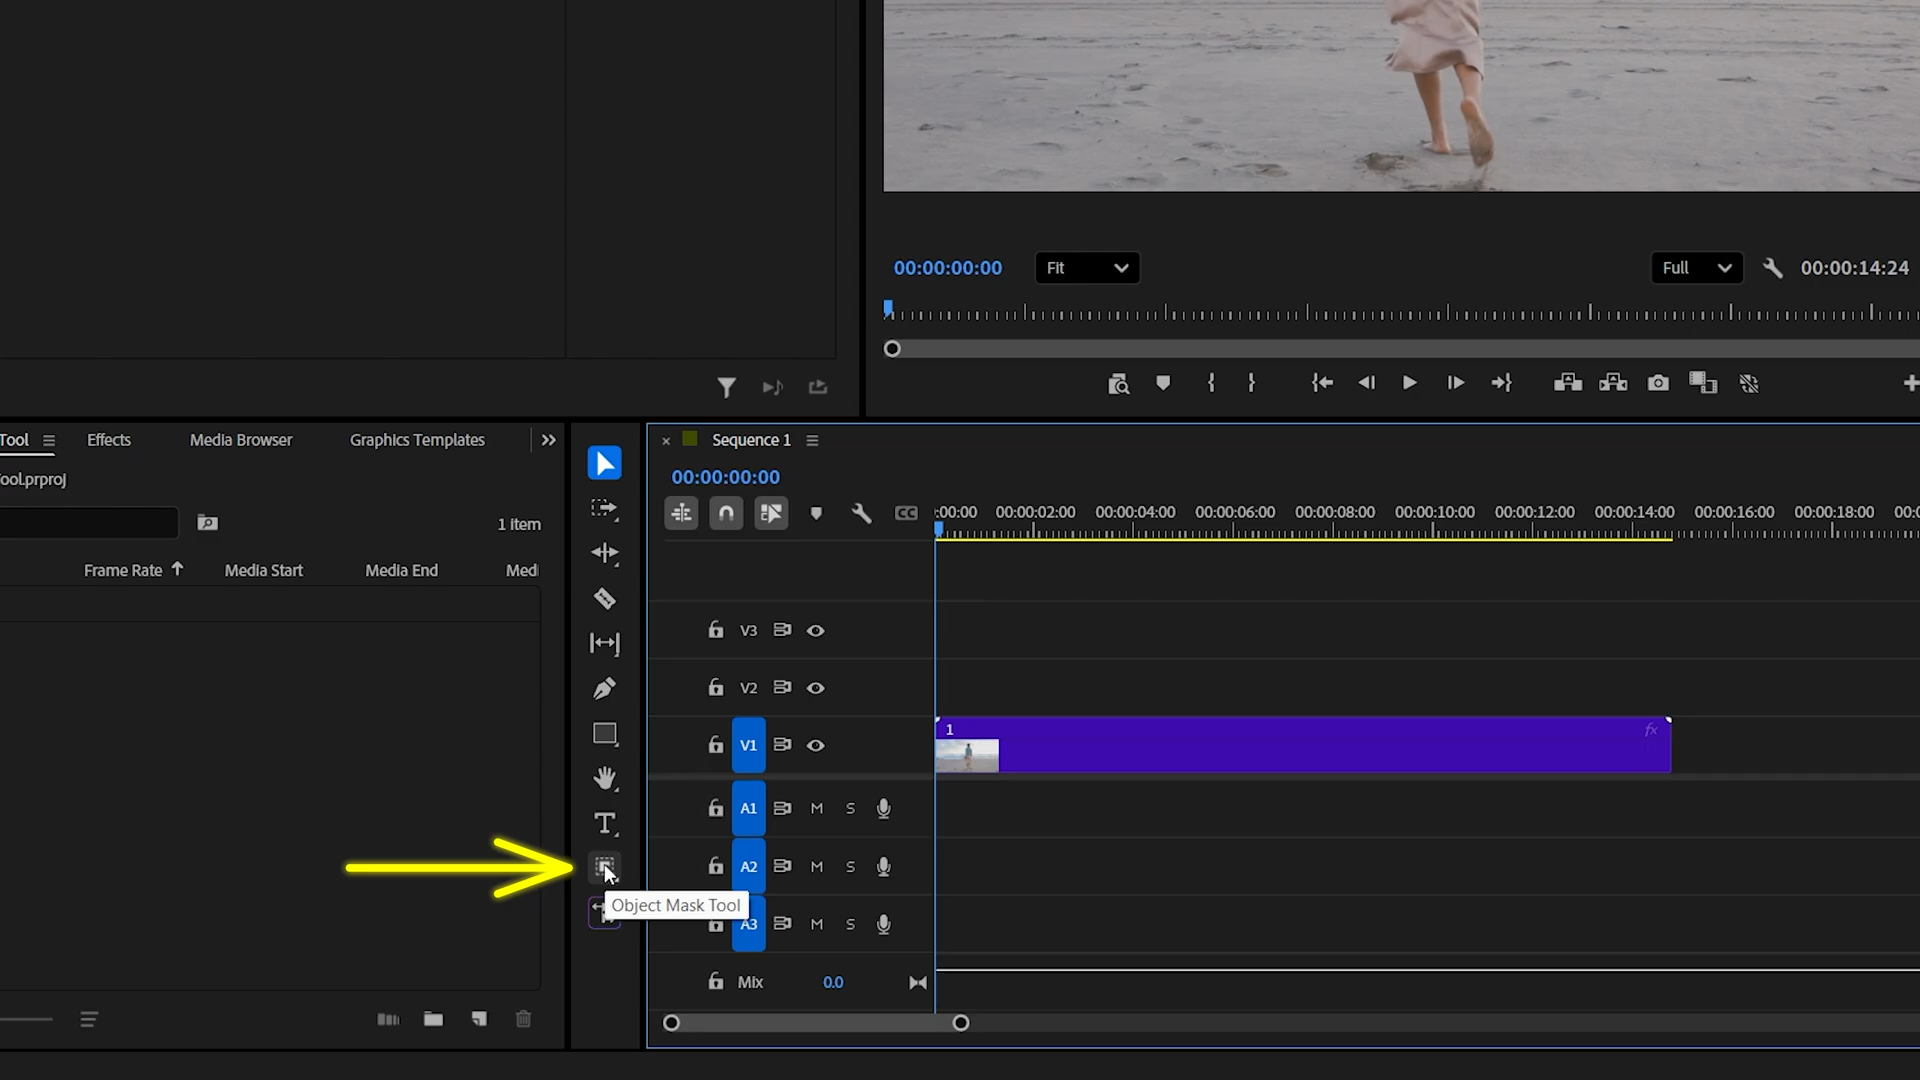 00:00:00:00 Fit Full 00:00:14:24
Tool Effects Media Browser Graphics Templates
ool.prproj
1 item
Frame Rate Media Start Media End Medi
Sequence 1
00:00:00:00
CC :00:00 00:00:02:00 00:00:04:00 00:00:06:00 00:00:08:00 00:00:10:00 00:00:12:00 00:00:14:00 00:00:16:00 00:00:18:00 00:0
V3
V2
V1 1 fx
A1 M S
A2 M S
Object Mask Tool
A3 M S
Mix 0.0